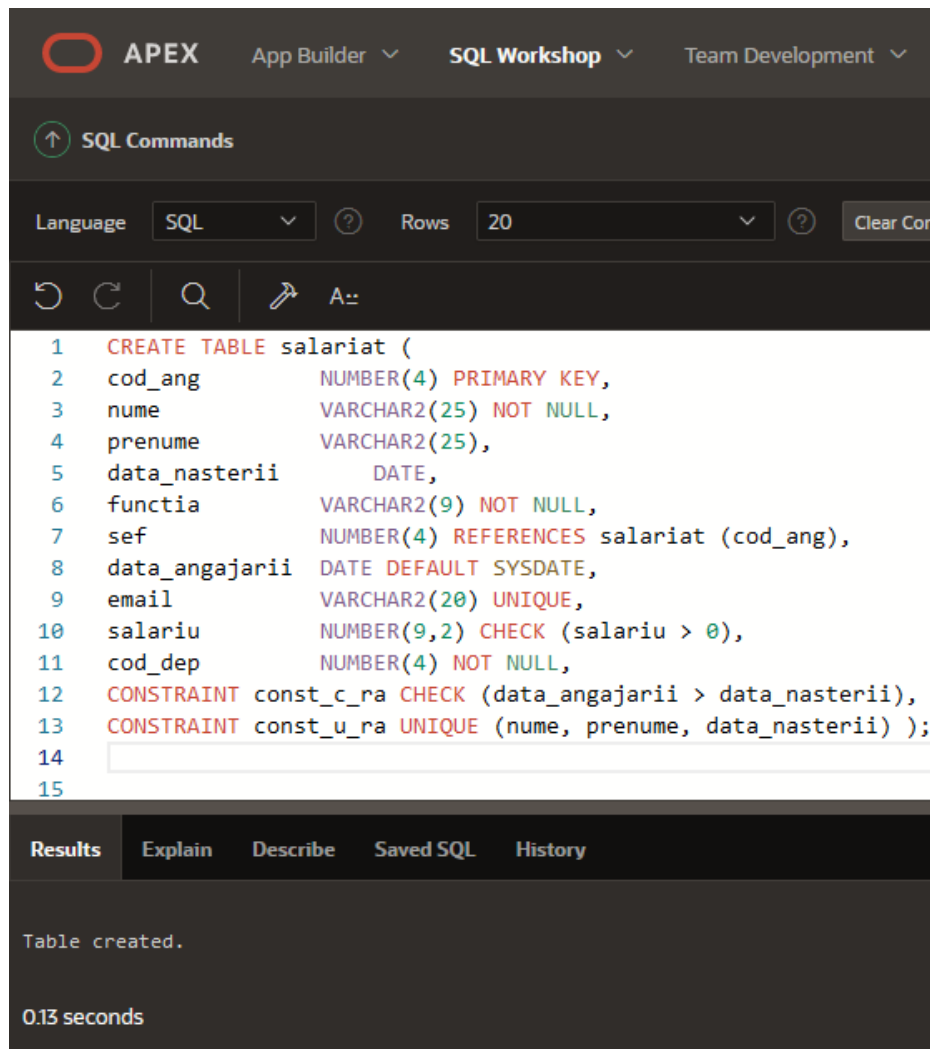 APEX App Builder SQL Workshop Team Development
SQL Commands
Language SQL ? Rows 20 ? Clear Cor
A
1 CREATE TABLE salariat (
2 cod_ang NUMBER(4) PRIMARY KEY,
3 nume VARCHAR2(25) NOT NULL,
4 prenume VARCHAR2(25),
5 data_nasterii DATE,
6 functia VARCHAR2(9) NOT NULL,
7 sef NUMBER(4) REFERENCES salariat (cod_ang),
8 data_angajarii DATE DEFAULT SYSDATE,
9 email VARCHAR2(20) UNIQUE,
10 salariu NUMBER(9,2) CHECK (salariu > 0),
11 cod_dep NUMBER(4) NOT NULL,
12 CONSTRAINT const_c_ra CHECK (data_angajarii > data_nasterii),
13 CONSTRAINT const_u_ra UNIQUE (nume, prenume, data_nasterii) );
14
15
Results Explain Describe Saved SQL History
Table created.
0.13 seconds